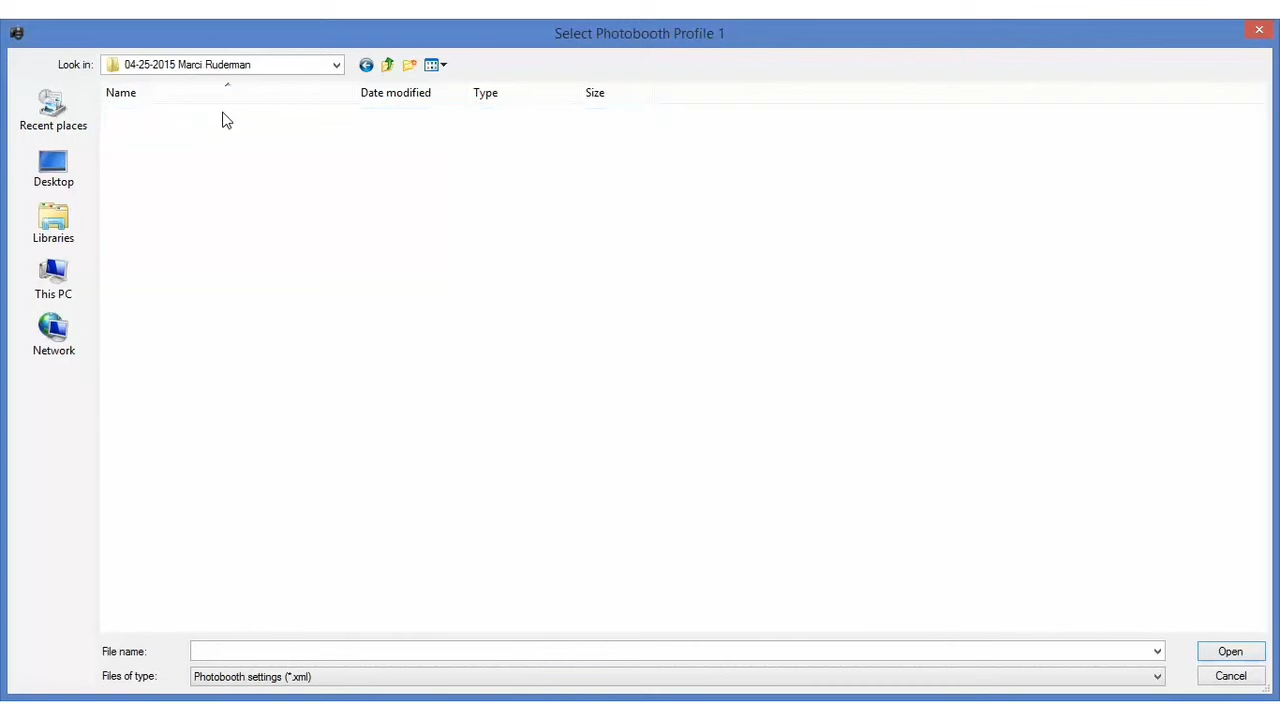 Select Photobooth Profile 1
Look in: 04-25-2015 Marci Ruderman
Name Date modified Type Size
Recent places
Desktop
Libraries
This PC
Network
File name: Open
Files of type: Photobooth settings (*.xml) Cancel